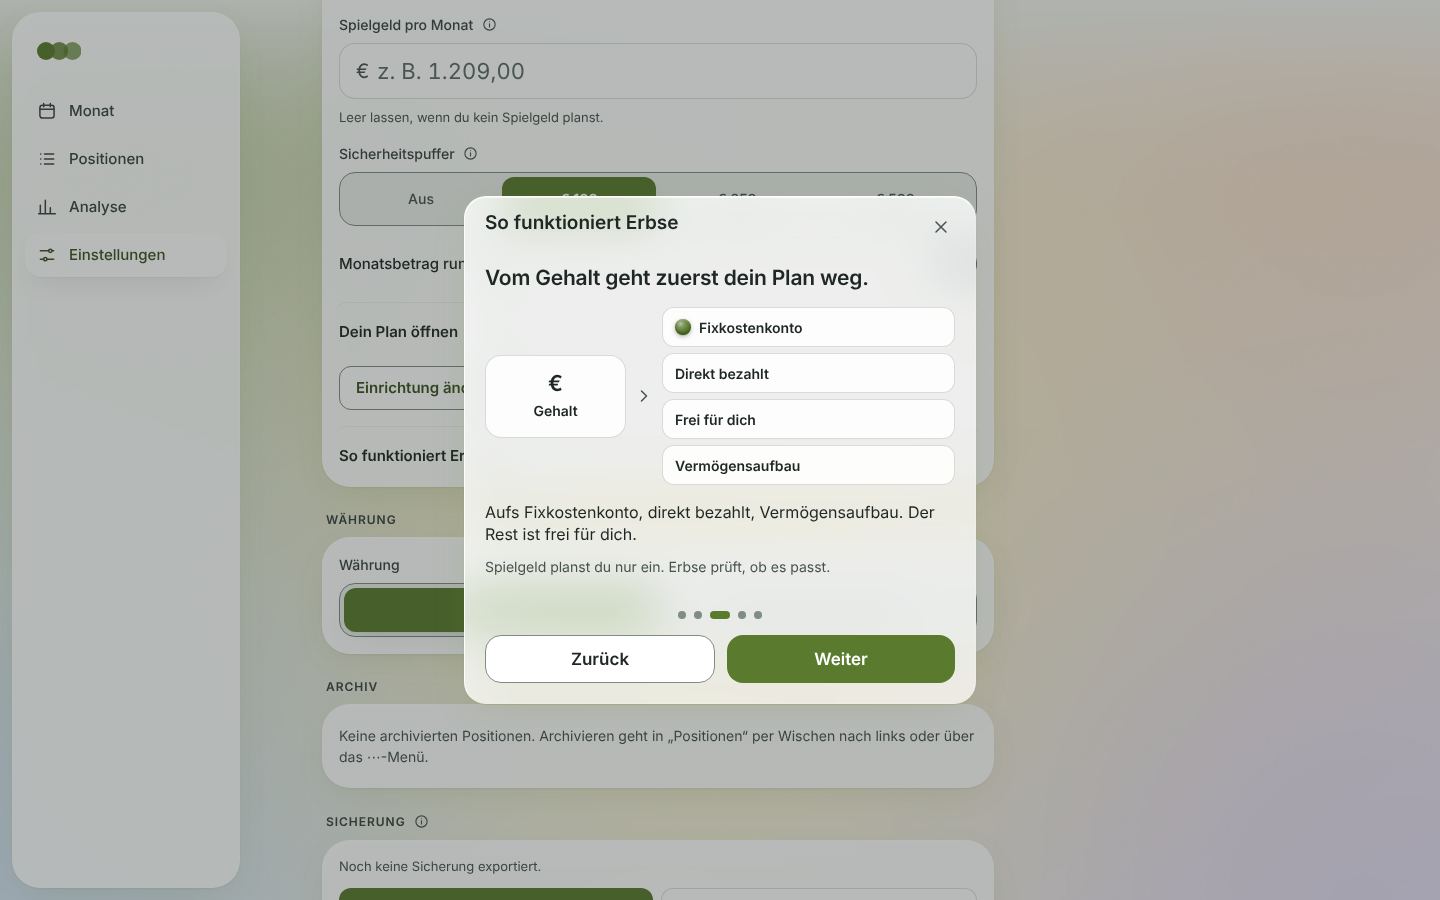 Monat
Positionen
Analyse
Einstellungen
Spielgeld pro Monat
€ z. B. 1.209,00
Leer lassen, wenn du kein Spielgeld planst.
Sicherheitspuffer
Aus
Monatsbetrag
Dein Plan öffnen
Einrichtung
So funktioniert
WÄHRUNG
Währung
ARCHIV
Keine archivierten Positionen. Archivieren geht in „Positionen“ per Wischen nach links oder über
das ···-Menü.
SICHERUNG
Noch keine Sicherung exportiert.
So funktioniert Erbse
Vom Gehalt geht zuerst dein Plan weg.
€
Gehalt
Fixkostenkonto
Direkt bezahlt
Frei für dich
Vermögensaufbau
Aufs Fixkostenkonto, direkt bezahlt, Vermögensaufbau. Der
Rest ist frei für dich.
Spielgeld planst du nur ein. Erbse prüft, ob es passt.
Zurück
Weiter